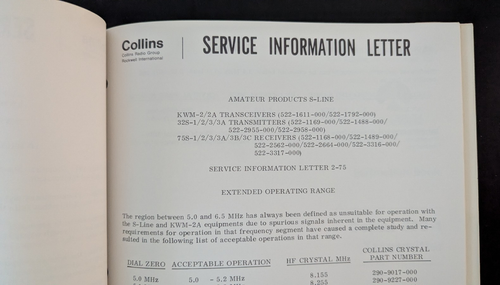 Collins
Collins Radio Group
Rockwell International
SERVICE INFORMATION LETTER
AMATEUR PRODUCTS S-LINE
KWM-2/2A TRANSCEIVERS (522-1611-000/522-1792-000)
32S-1/2/3/3A TRANSMITTERS (522-1169-000/522-1488-000/
522-2955-000/522-2958-000)
75S-1/2/3/3A/3B/3C RECEIVERS (522-1168-000/522-1489-000/
522-2562-000/522-2664-000/522-3316-000/
522-3317-000)
SERVICE INFORMATION LETTER 2-75
EXTENDED OPERATING RANGE
The region between 5.0 and 6.5 MHz has always been defined as unsuitable for operation with
the S-Line and KWM-2A equipments due to spurious signals inherent in the equipment. Many
requirements for operation in that frequency segment have caused a complete study and re-
sulted in the following list of acceptable operations in that range.
DIAL ZERO ACCEPTABLE OPERATION HF CRYSTAL MHz COLLINS CRYSTAL PART NUMBER
5.0 MHz 5.0 - 5.2 MHz 8.155 290-9017-000
8.255 290-9227-000